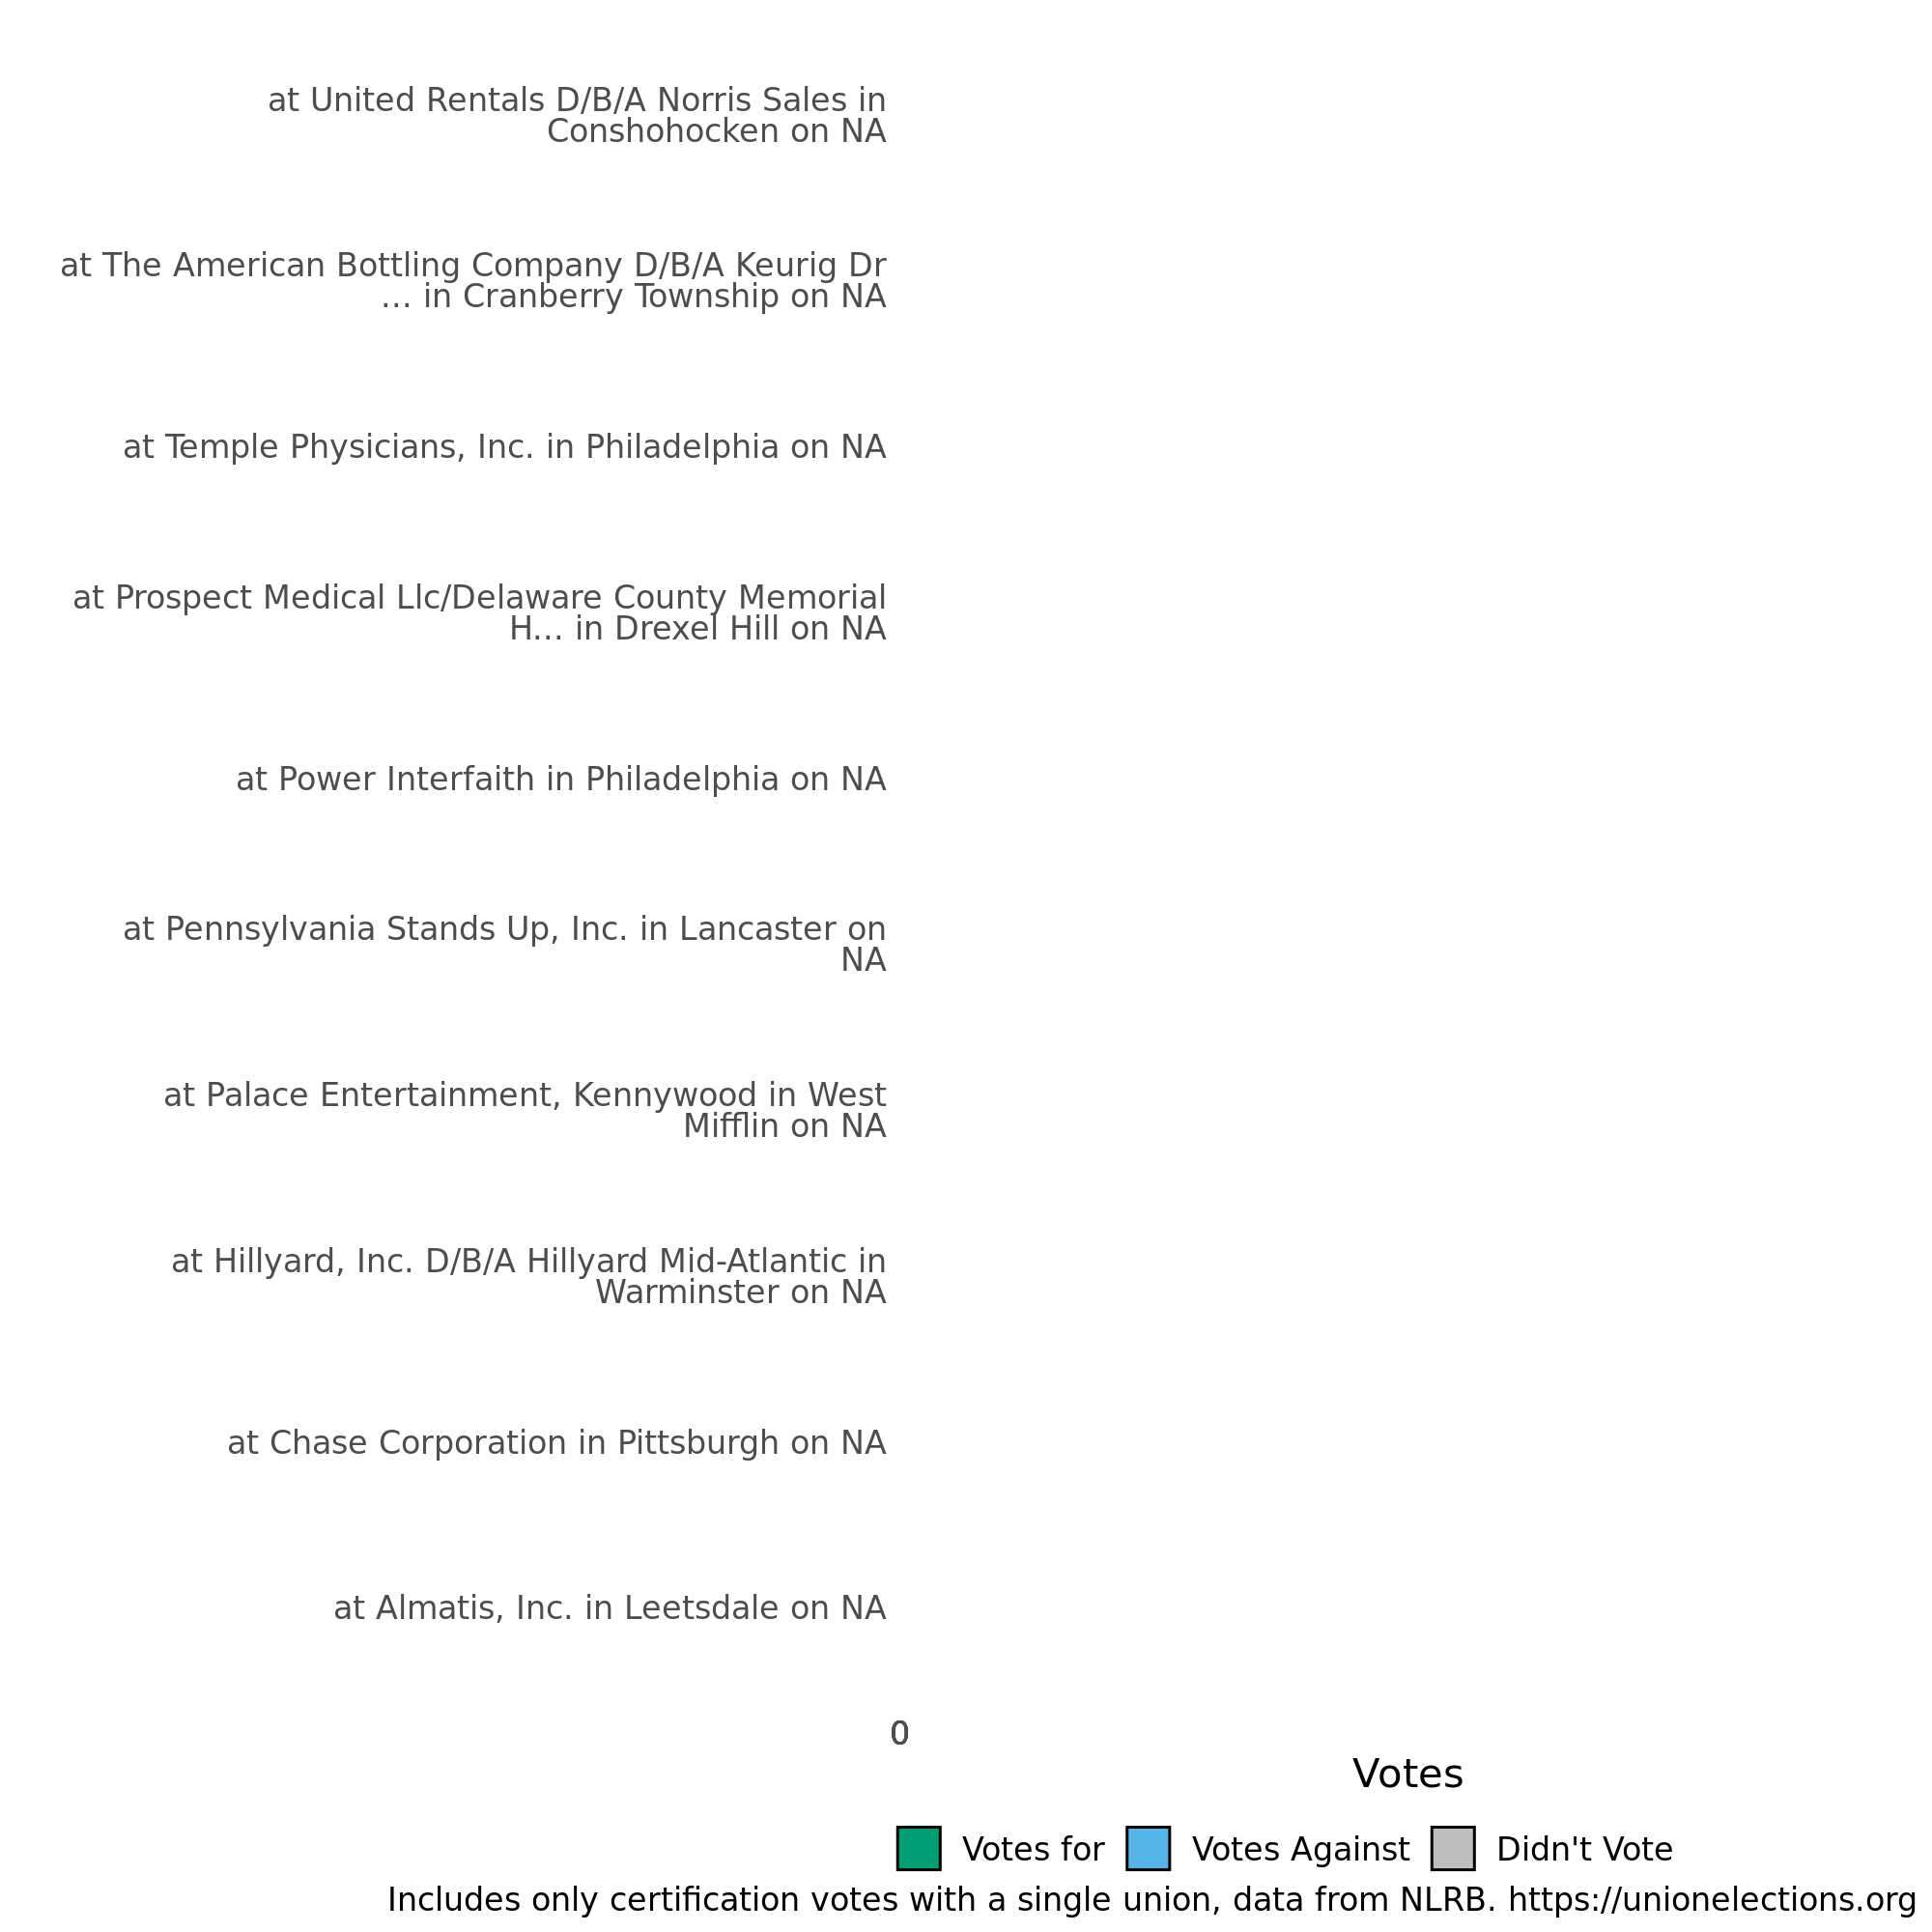 at United Rentals D/B/A Norris Sales in
Conshohocken on NA
at The American Bottling Company D/B/A Keurig Dr
… in Cranberry Township on NA
at Temple Physicians, Inc. in Philadelphia on NA
at Prospect Medical Llc/Delaware County Memorial
H… in Drexel Hill on NA
at Power Interfaith in Philadelphia on NA
at Pennsylvania Stands Up, Inc. in Lancaster on
NA
at Palace Entertainment, Kennywood in West
Mifflin on NA
at Hillyard, Inc. D/B/A Hillyard Mid-Atlantic in
Warminster on NA
at Chase Corporation in Pittsburgh on NA
at Almatis, Inc. in Leetsdale on NA
0
Votes
Votes for Votes Against Didn't Vote
Includes only certification votes with a single union, data from NLRB. https://unionelections.org